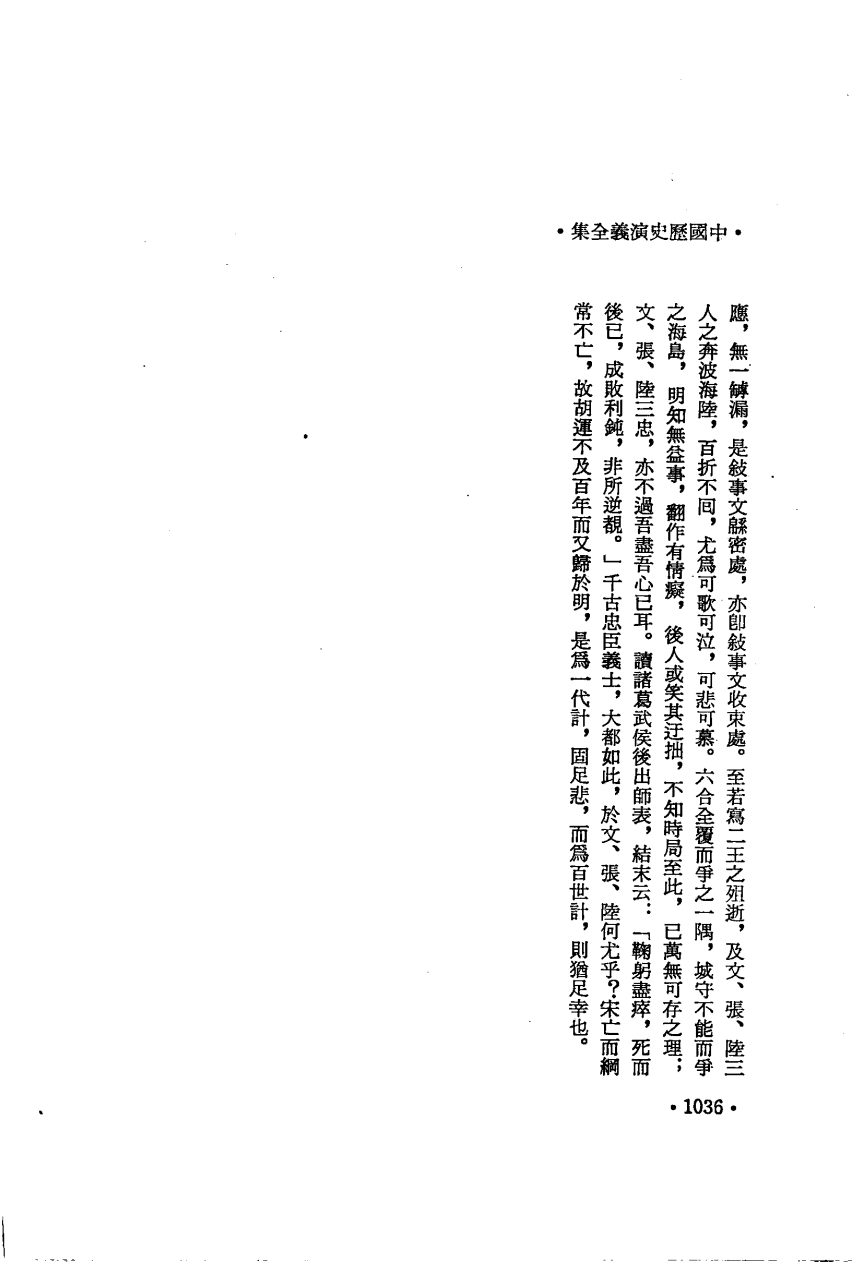 •中國歷史演義全集•
應，無一罅漏，是敍事文緜密處，亦卽敍事文收束處。至若寫二王之殂逝，及文、張、陸三
人之奔波海陸，百折不囘，尤爲可歌可泣，可悲可慕。六合全覆而爭之一隅，城守不能而爭
之海島，明知無益事，翻作有情癡，後人或笑其迂拙，不知時局至此，已萬無可存之理；
文、張、陸三忠，亦不過吾盡吾心已耳。讀諸葛武侯後出師表，結末云：「鞠躬盡瘁，死而
後已，成敗利鈍，非所逆覩。」千古忠臣義士，大都如此，於文、張、陸何尤乎？宋亡而綱
常不亡，故胡運不及百年而又歸於明，是爲一代計，固足悲，而爲百世計，則猶足幸也。
•1036•